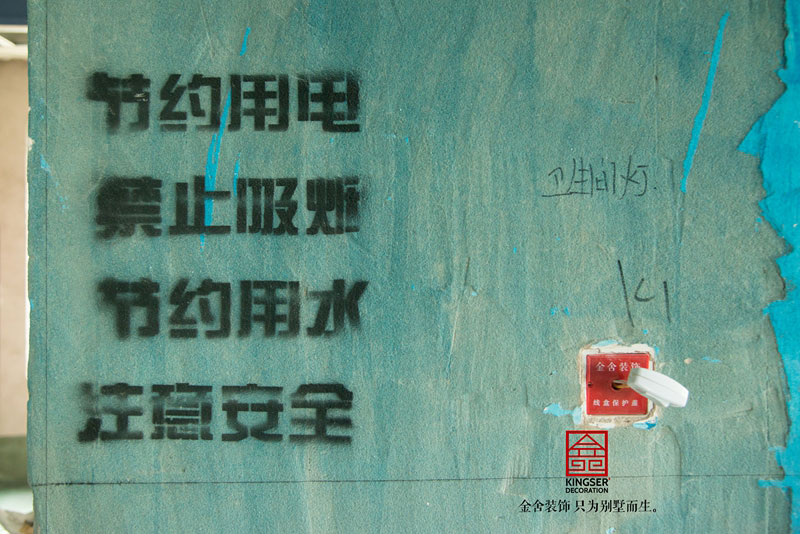 节约用电
禁止吸烟
节约用水
注意安全
卫生间灯
金舍装饰
线盒保护盖
KINGSER
DECORATION
金舍装饰 只为别墅而生。